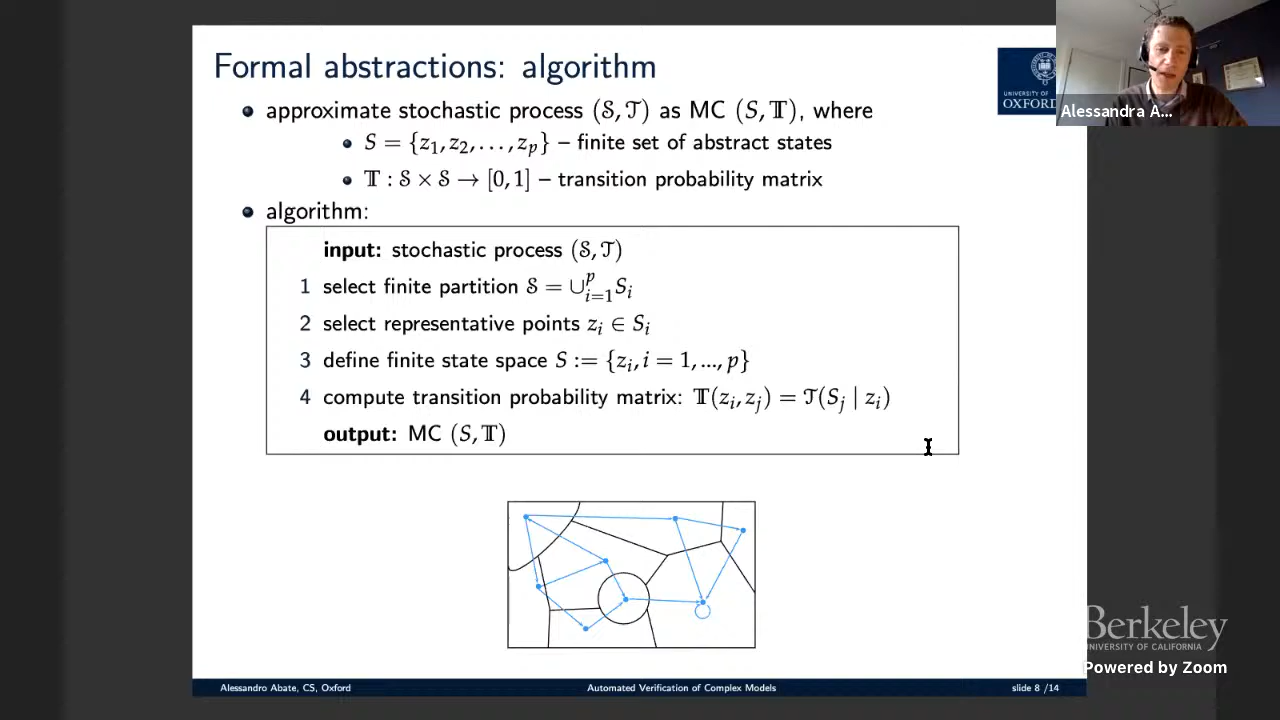 Formal abstractions: algorithm
approximate stochastic process (𝒮, 𝒯) as MC (S, 𝕋), where
S = {z₁, z₂, . . . , zₚ} – finite set of abstract states
𝕋 : 𝒮 × 𝒮 → [0, 1] – transition probability matrix
algorithm:
input: stochastic process (𝒮, 𝒯)
1 select finite partition 𝒮 = ∪ᵖᵢ₌₁ Sᵢ
2 select representative points zᵢ ∈ Sᵢ
3 define finite state space S := {zᵢ, i = 1, ..., p}
4 compute transition probability matrix: 𝕋(zᵢ, zⱼ) = 𝒯(Sⱼ | zᵢ)
output: MC (S, 𝕋)
UNIVERSITY OF
OXFORD
Alessandra A...
Berkeley
UNIVERSITY OF CALIFORNIA
Powered by Zoom
Alessandro Abate, CS, Oxford
Automated Verification of Complex Models
slide 8 /14